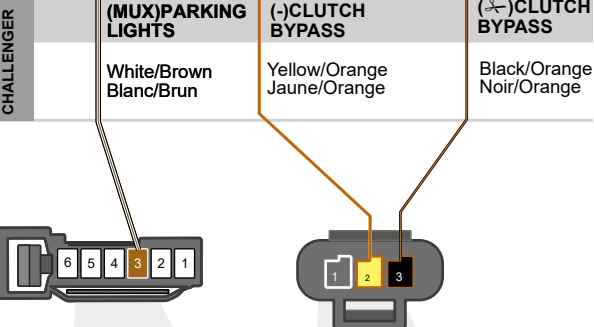 CHALLENGER
(MUX)PARKING
LIGHTS
(-)CLUTCH
BYPASS
(✂)CLUTCH
BYPASS
White/Brown
Blanc/Brun
Yellow/Orange
Jaune/Orange
Black/Orange
Noir/Orange
6 5 4 3 2 1
1 2 3